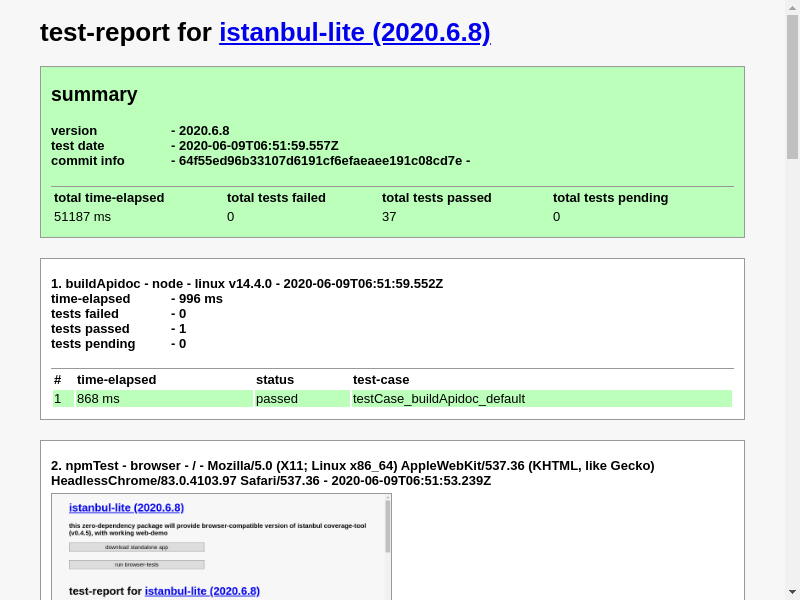 test-report for istanbul-lite (2020.6.8)
summary
version - 2020.6.8
test date - 2020-06-09T06:51:59.557Z
commit info - 64f55ed96b33107d6191cf6efaeaee191c08cd7e -
total time-elapsed total tests failed total tests passed total tests pending
51187 ms 0 37 0
1. buildApidoc - node - linux v14.4.0 - 2020-06-09T06:51:59.552Z
time-elapsed - 996 ms
tests failed - 0
tests passed - 1
tests pending - 0
# time-elapsed status test-case
1 868 ms passed testCase_buildApidoc_default
2. npmTest - browser - / - Mozilla/5.0 (X11; Linux x86_64) AppleWebKit/537.36 (KHTML, like Gecko)
HeadlessChrome/83.0.4103.97 Safari/537.36 - 2020-06-09T06:51:53.239Z
istanbul-lite (2020.6.8)
this zero-dependency package will provide browser-compatible version of istanbul coverage-tool
(v0.4.5), with working web-demo
download standalone app
run browser-tests
test-report for istanbul-lite (2020.6.8)